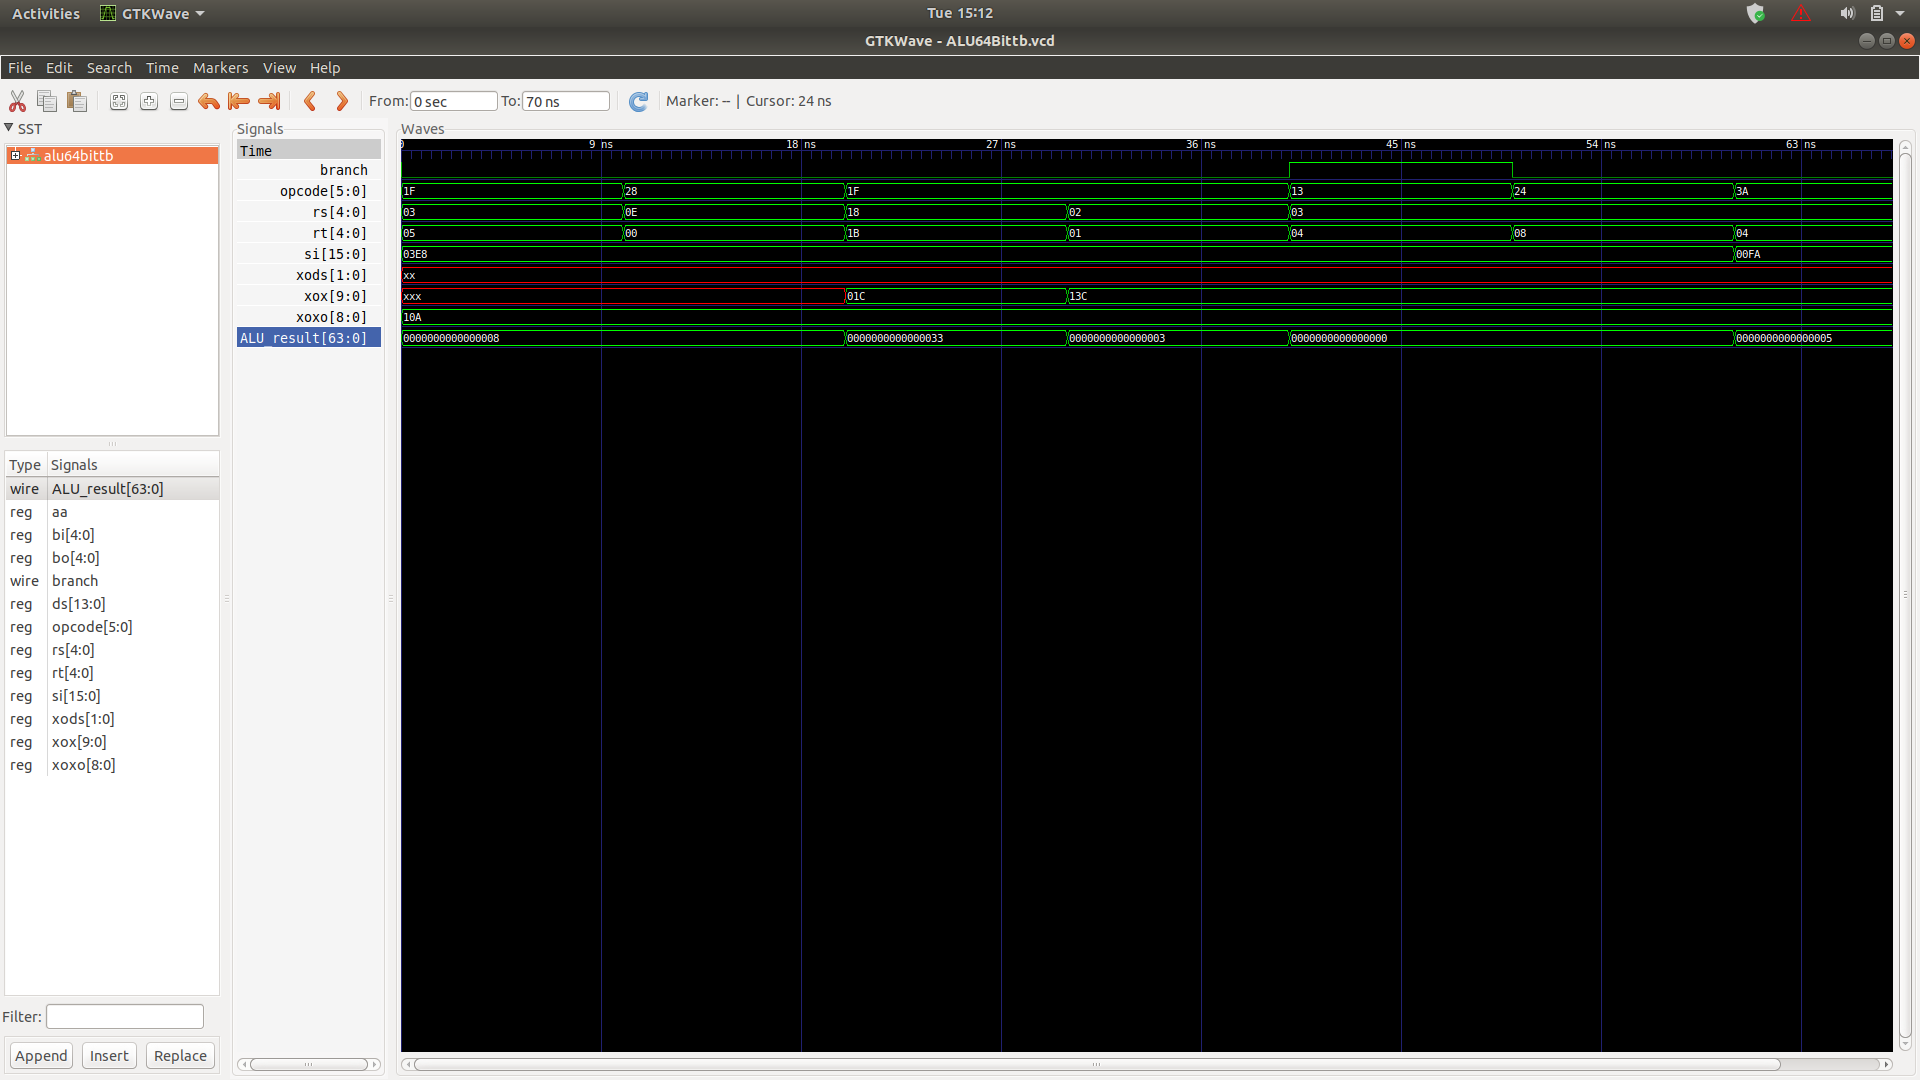 Activities GTKWave Tue 15:12
GTKWave - ALU64Bittb.vcd
File Edit Search Time Markers View Help
From: 0 sec To: 70 ns Marker: -- | Cursor: 24 ns
SST
alu64bittb
Type Signals
wire ALU_result[63:0]
reg aa
reg bi[4:0]
reg bo[4:0]
wire branch
reg ds[13:0]
reg opcode[5:0]
reg rs[4:0]
reg rt[4:0]
reg si[15:0]
reg xods[1:0]
reg xox[9:0]
reg xoxo[8:0]
Filter:
Append Insert Replace
Signals
Time
branch
opcode[5:0]
rs[4:0]
rt[4:0]
si[15:0]
xods[1:0]
xox[9:0]
xoxo[8:0]
ALU_result[63:0]
Waves
0 9 ns 18 ns 27 ns 36 ns 45 ns 54 ns 63 ns
1F 28 1F 13 24 3A
03 0E 18 02 03
05 00 1B 01 04 08 04
03E8 00FA
xx
xxx 01C 13C
10A
0000000000000008 0000000000000033 0000000000000003 0000000000000000 0000000000000005